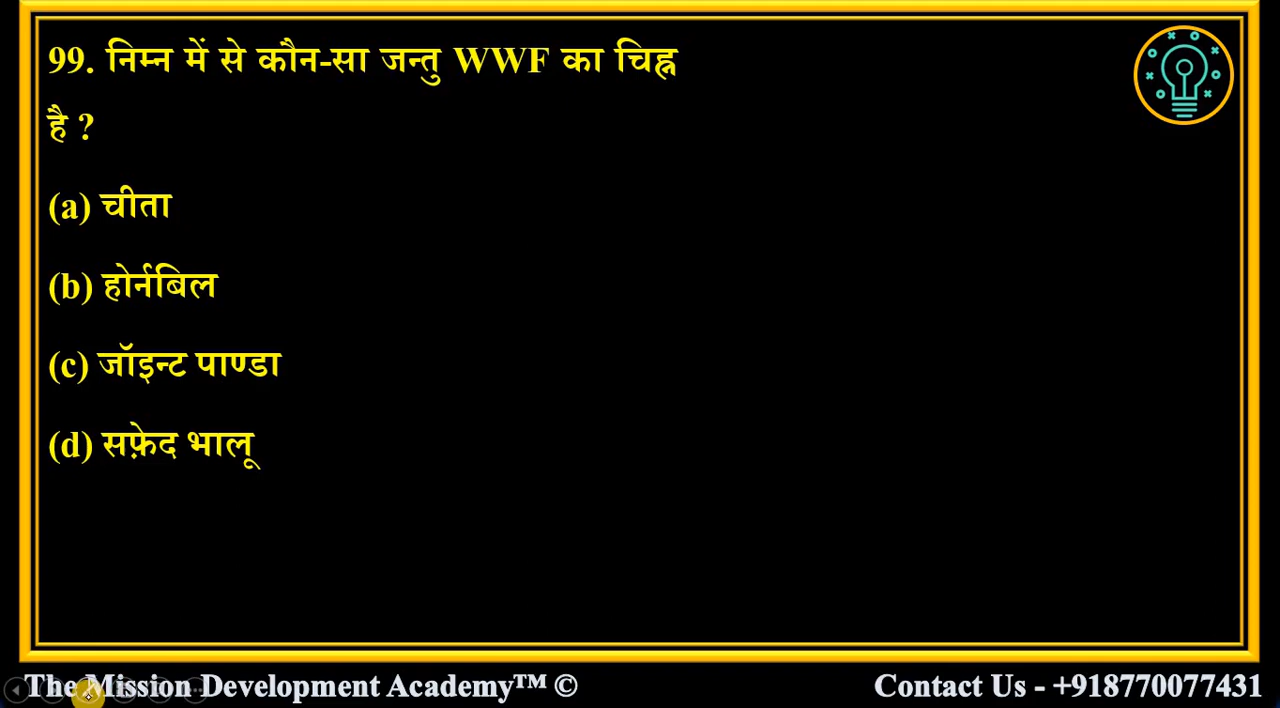 99. निम्न में से कौन-सा जन्तु WWF का चिह्न
है ?
(a) चीता
(b) होर्नबिल
(c) जॉइन्ट पाण्डा
(d) सफ़ेद भालू
The Mission Development Academy™ ©
Contact Us - +918770077431